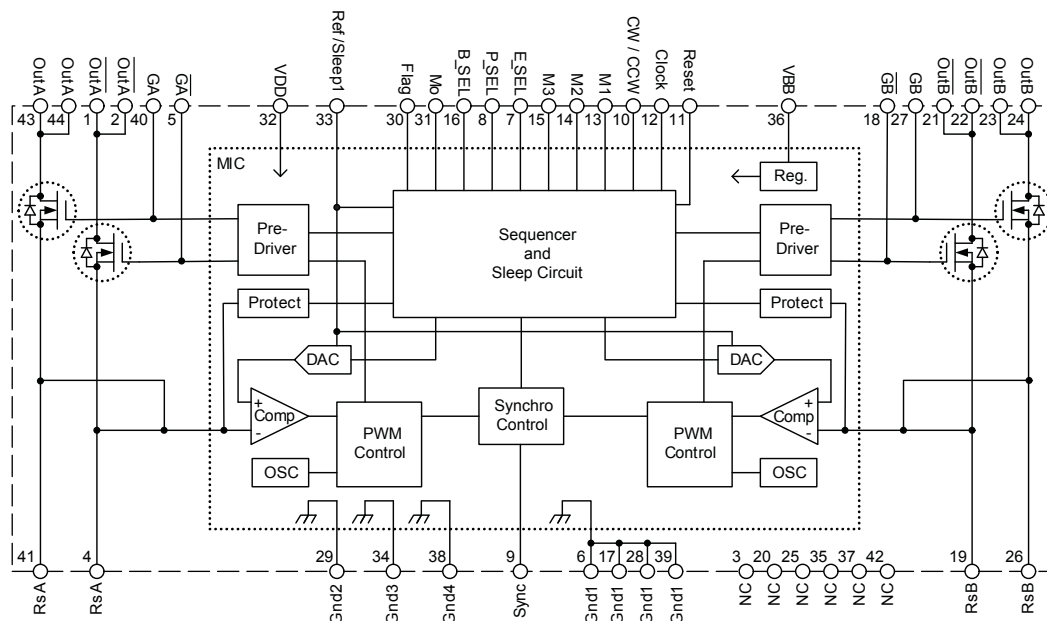 OutA
OutA
OutA
OutA
GA
GA
VDD
Ref /Sleep1
Flag
Mo
B_SEL
P_SEL
E_SEL
M3
M2
M1
CW / CCW
Clock
Reset
VBB
GB
GB
OutB
OutB
OutB
OutB
43 44 1 2 40 5 32 33 30 31 16 8 7 15 14 13 10 12 11 36 18 27 21 22 23 24
MIC
Reg.
Pre-
Driver
Sequencer
and
Sleep Circuit
Pre-
Driver
Protect
Protect
DAC
DAC
+
Comp
-
PWM
Control
Synchro
Control
PWM
Control
+
Comp
-
OSC
OSC
41 4 29 34 38 9 6 17 28 39 3 20 25 35 37 42 19 26
RsA
RsA
Gnd2
Gnd3
Gnd4
Sync
Gnd1
Gnd1
Gnd1
Gnd1
NC
NC
NC
NC
NC
NC
RsB
RsB